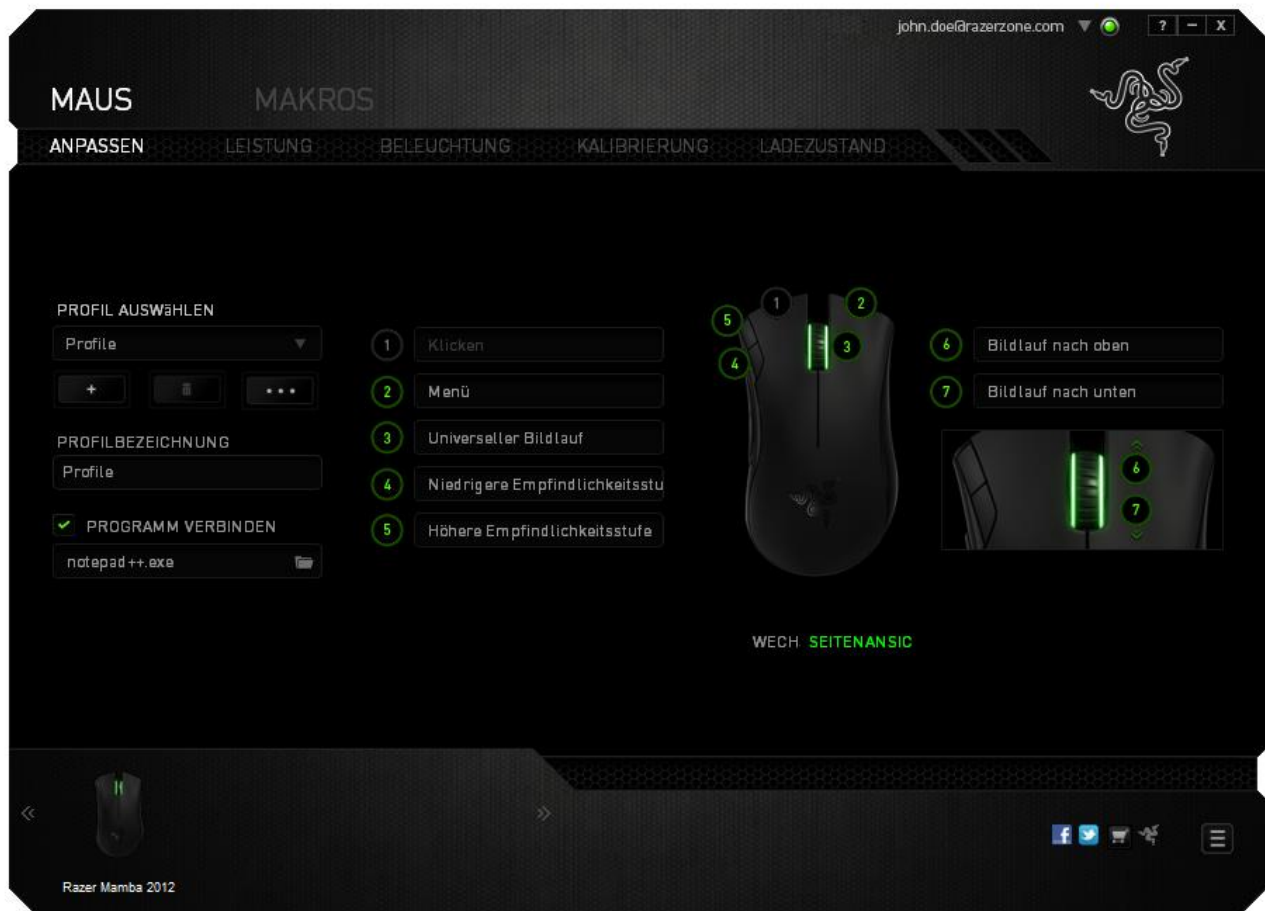 john.doe@razerzone.com
? – X
MAUS MAKROS
ANPASSEN LEISTUNG BELEUCHTUNG KALIBRIERUNG LADEZUSTAND
PROFIL AUSWäHLEN
Profile
+ •••
PROFILBEZEICHNUNG
Profile
PROGRAMM VERBINDEN
notepad++.exe
1 Klicken
2 Menü
3 Universeller Bildlauf
4 Niedrigere Empfindlichkeitsstu
5 Höhere Empfindlichkeitsstufe
1 2
5
3
4
6 Bildlauf nach oben
7 Bildlauf nach unten
6
7
WECH SEITENANSIC
Razer Mamba 2012